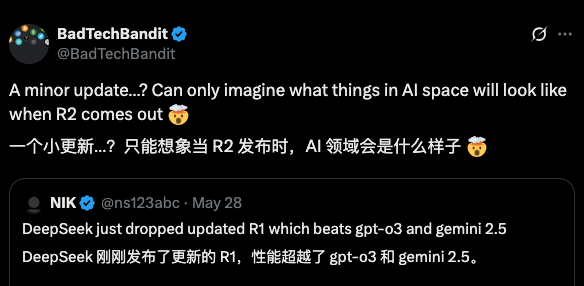 BadTechBandit
@BadTechBandit
A minor update...? Can only imagine what things in AI space will look like
when R2 comes out 🤯
一个小更新...？只能想象当 R2 发布时，AI 领域会是什么样子 🤯
NIK @ns123abc · May 28
DeepSeek just dropped updated R1 which beats gpt-o3 and gemini 2.5
DeepSeek 刚刚发布了更新的 R1，性能超越了 gpt-o3 和 gemini 2.5。